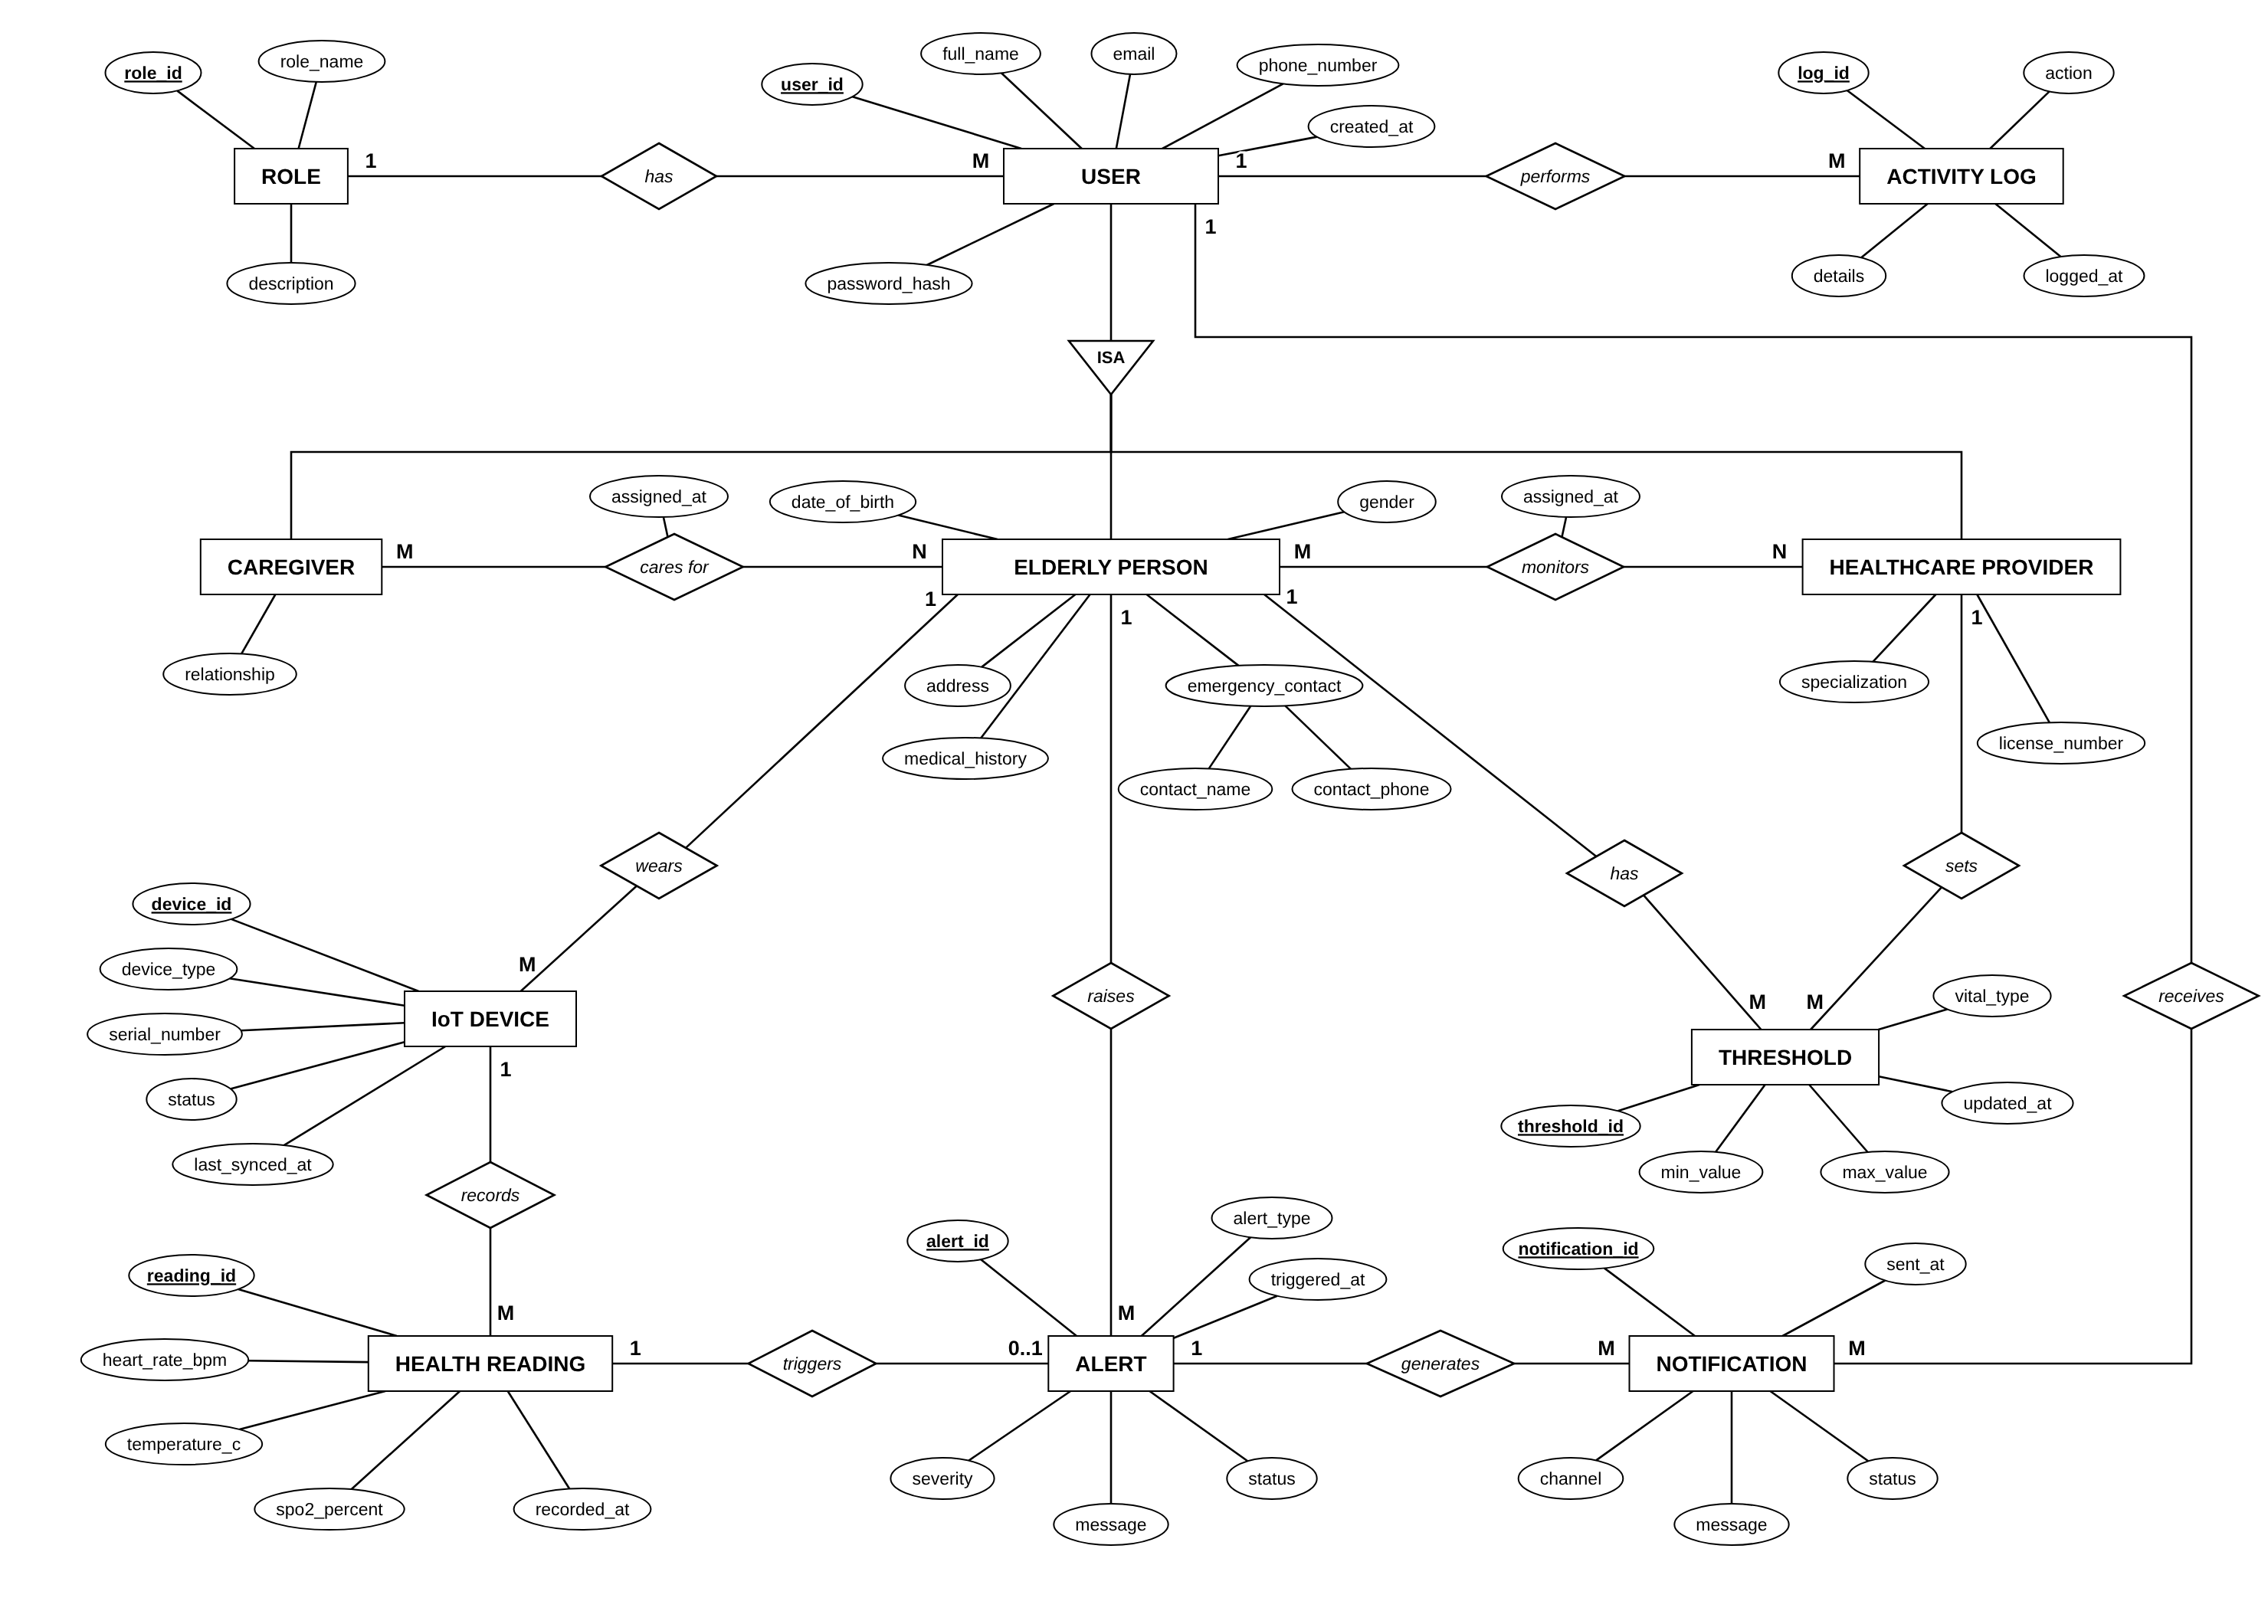 full_name
email
role_name
phone_number
role_id
log_id
action
user_id
created_at
1
M
1
M
ROLE
has
USER
performs
ACTIVITY LOG
1
details
logged_at
description
password_hash
ISA
assigned_at
date_of_birth
gender
assigned_at
M
N
M
N
CAREGIVER
cares for
ELDERLY PERSON
monitors
HEALTHCARE PROVIDER
1
1
1
1
relationship
address
emergency_contact
specialization
license_number
medical_history
contact_name
contact_phone
wears
has
sets
device_id
M
device_type
raises
vital_type
receives
M
M
IoT DEVICE
serial_number
THRESHOLD
1
status
updated_at
threshold_id
last_synced_at
min_value
max_value
records
alert_type
alert_id
notification_id
sent_at
reading_id
triggered_at
M
M
1
0..1
1
M
M
heart_rate_bpm
HEALTH READING
triggers
ALERT
generates
NOTIFICATION
temperature_c
severity
status
channel
status
spo2_percent
recorded_at
message
message